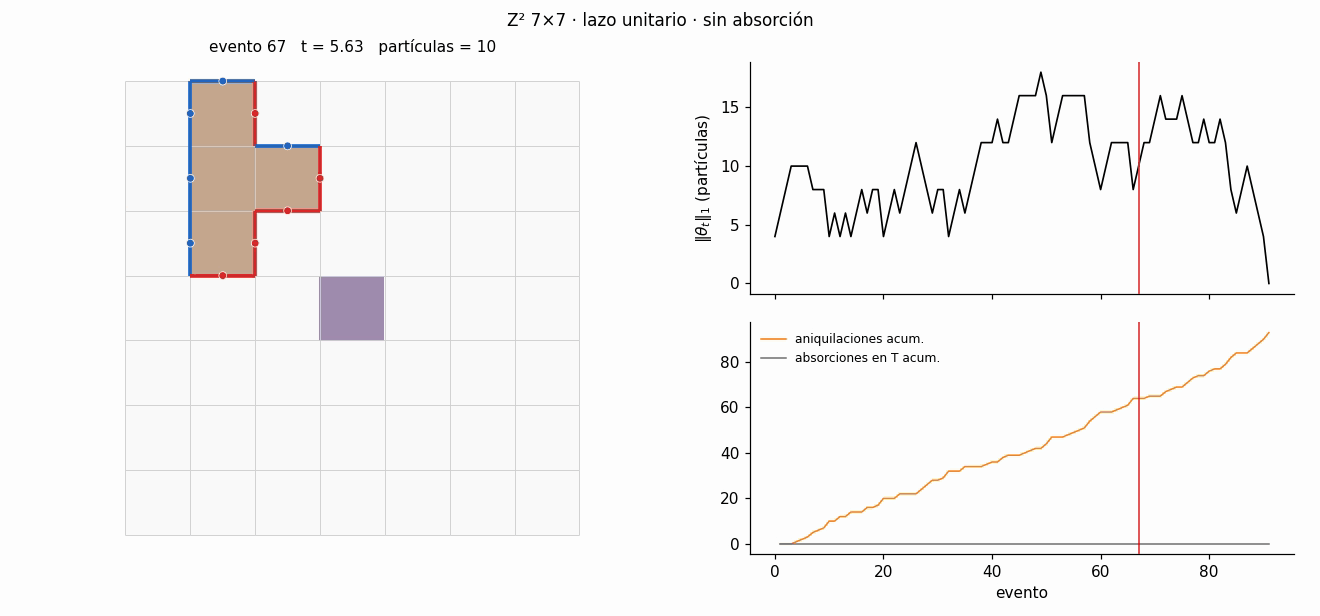 Z² 7×7 · lazo unitario · sin absorción
evento 67   t = 5.63   partículas = 10
‖θₜ‖₁ (partículas)
15
10
5
0
aniquilaciones acum.
absorciones en T acum.
80
60
40
20
0
0 20 40 60 80
evento